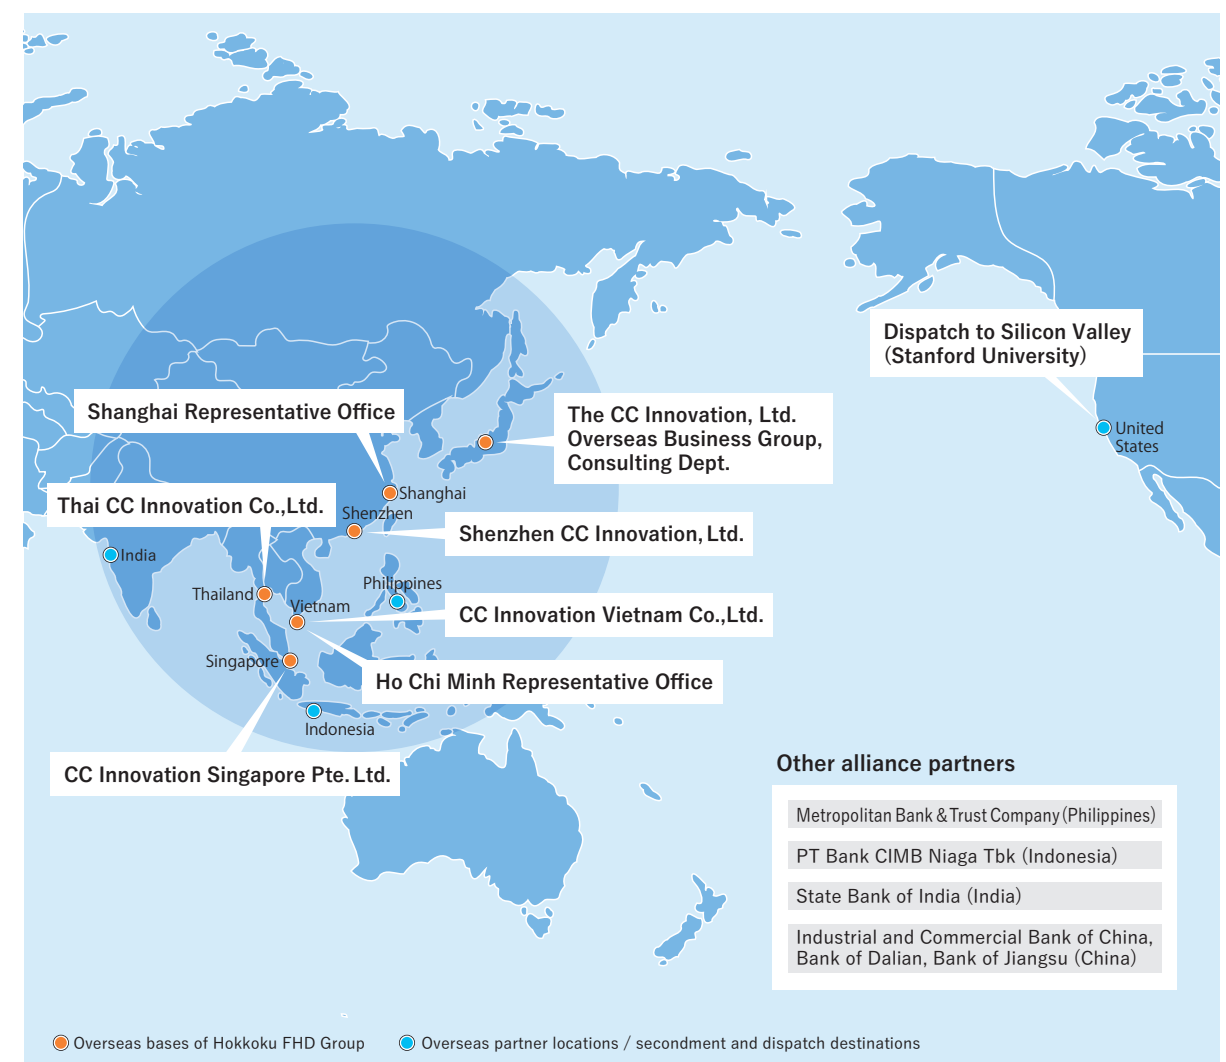 Dispatch to Silicon Valley
(Stanford University)
United
States
Shanghai Representative Office
The CC Innovation, Ltd.
Overseas Business Group,
Consulting Dept.
Shanghai
Thai CC Innovation Co.,Ltd.
Shenzhen
Shenzhen CC Innovation, Ltd.
India
Philippines
Thailand
Vietnam
CC Innovation Vietnam Co.,Ltd.
Singapore
Ho Chi Minh Representative Office
Indonesia
CC Innovation Singapore Pte. Ltd.
Other alliance partners
Metropolitan Bank & Trust Company (Philippines)
PT Bank CIMB Niaga Tbk (Indonesia)
State Bank of India (India)
Industrial and Commercial Bank of China,
Bank of Dalian, Bank of Jiangsu (China)
Overseas bases of Hokkoku FHD Group
Overseas partner locations / secondment and dispatch destinations